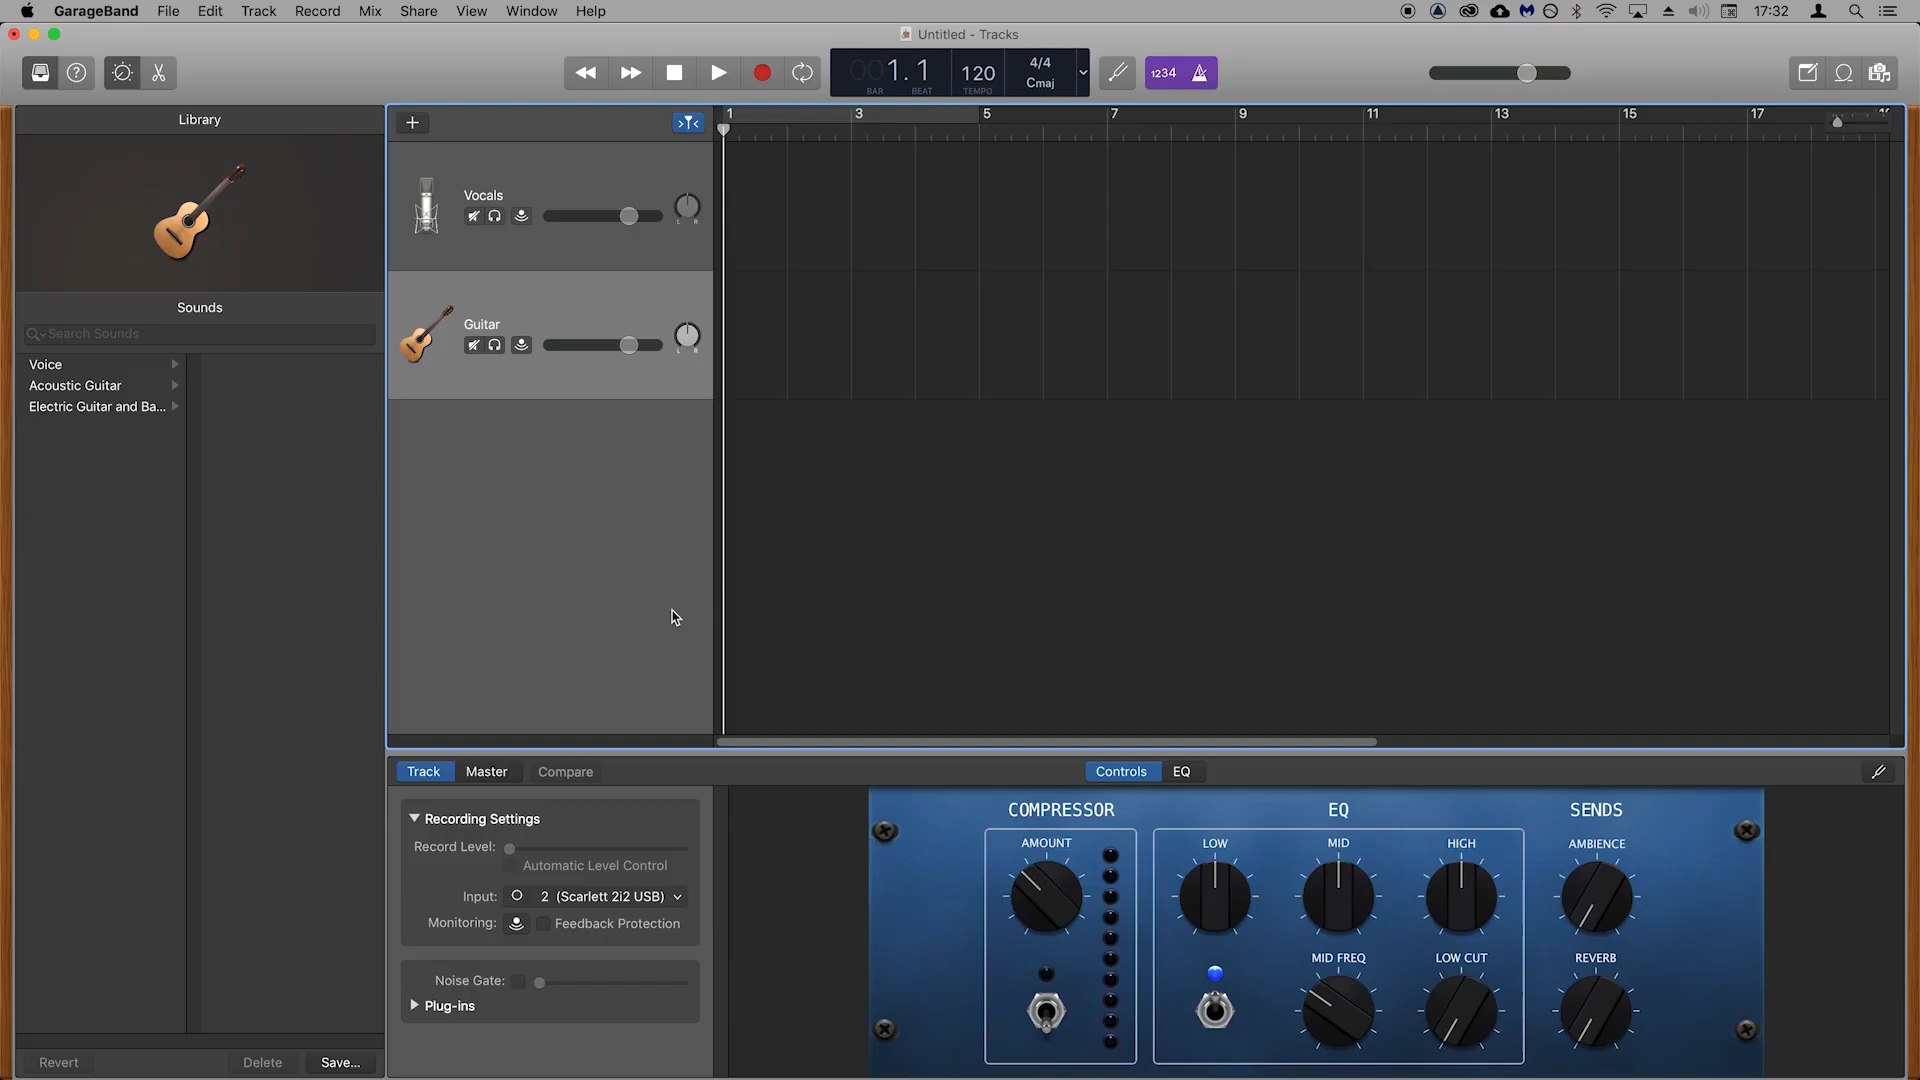 GarageBand File Edit Track Record Mix Share View Window Help 17:32
Untitled - Tracks
001. 1 120 4/4 Cmaj
BAR BEAT TEMPO
1234
Library
1 3 5 7 9 11 13 15 17
Vocals
L R
Sounds
Search Sounds
Guitar
L R
Voice
Acoustic Guitar
Electric Guitar and Ba...
Track Master Compare
Controls EQ
Recording Settings
Record Level:
Automatic Level Control
Input: 2 (Scarlett 2i2 USB)
Monitoring: Feedback Protection
Noise Gate:
Plug-ins
COMPRESSOR EQ SENDS
AMOUNT LOW MID HIGH AMBIENCE
MID FREQ LOW CUT REVERB
Revert Delete Save...